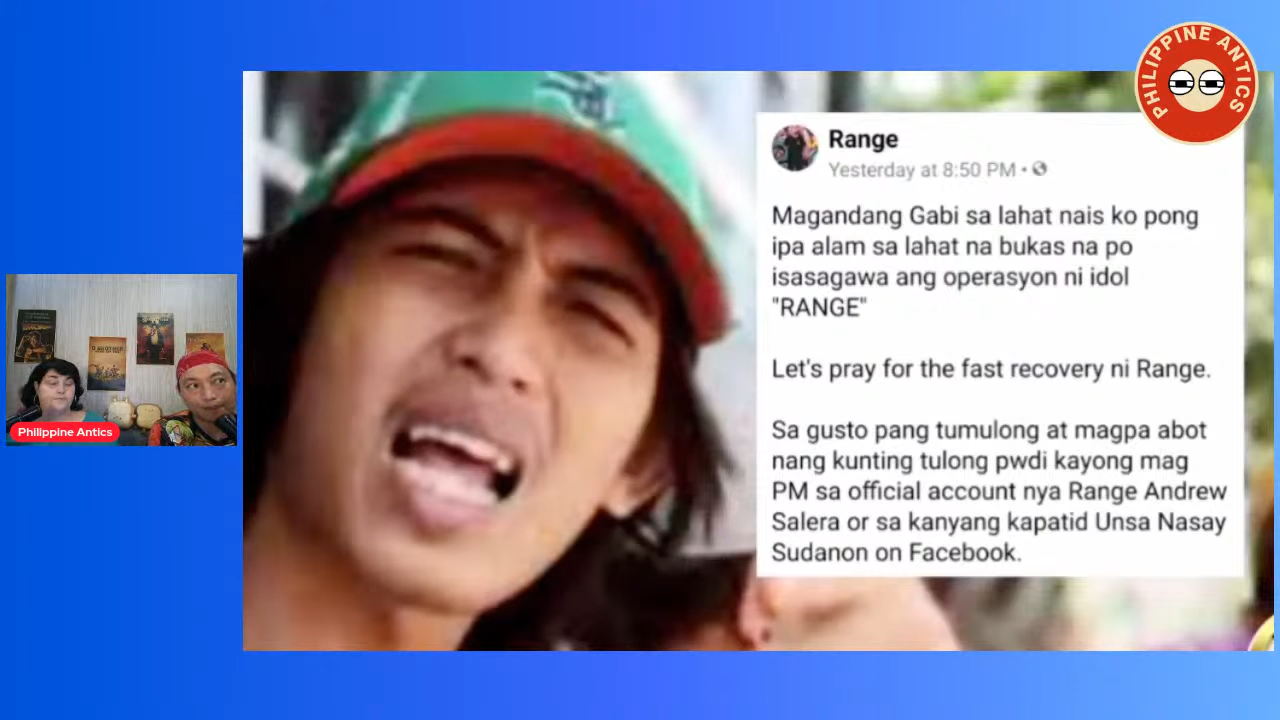 PHILIPPINE ANTICS
Range
Yesterday at 8:50 PM •
Magandang Gabi sa lahat nais ko pong
ipa alam sa lahat na bukas na po
isasagawa ang operasyon ni idol
"RANGE"
Let's pray for the fast recovery ni Range.
Sa gusto pang tumulong at magpa abot
nang kunting tulong pwdi kayong mag
PM sa official account nya Range Andrew
Salera or sa kanyang kapatid Unsa Nasay
Sudanon on Facebook.
Philippine Antics